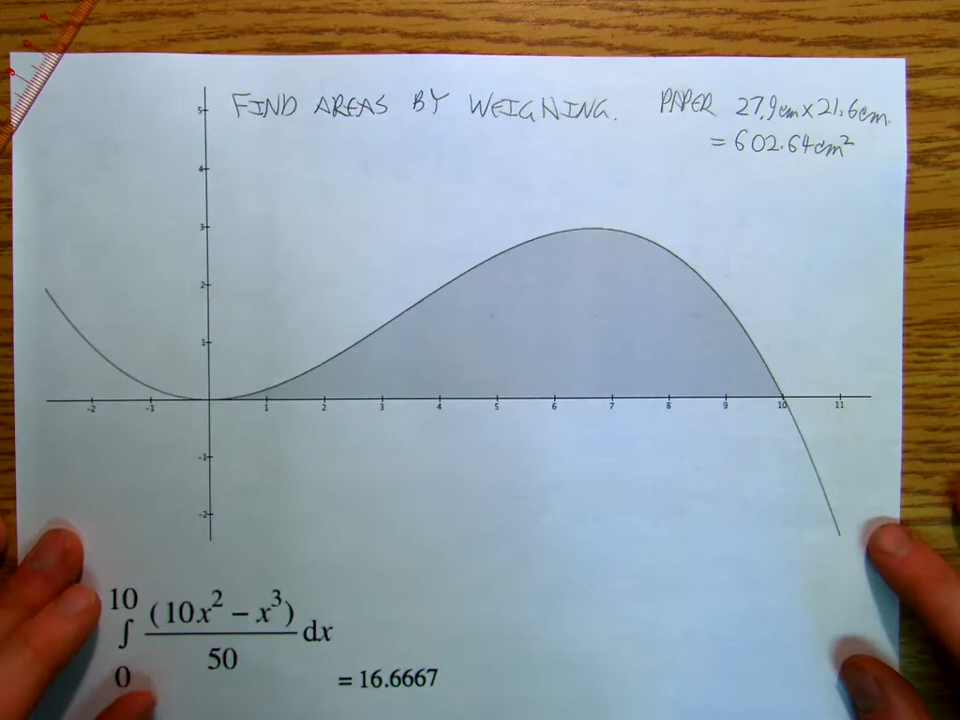 FIND AREAS BY WEIGNING. PAPER 27.9cm x 21.6cm.
= 602.64cm²
5
4
3
2
1
-2 -1 1 2 3 4 5 6 7 8 9 10 11
-1
-2
10
∫ (10x² – x³)/50 dx
0
= 16.6667